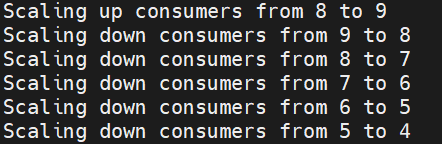 Scaling up consumers from 8 to 9
Scaling down consumers from 9 to 8
Scaling down consumers from 8 to 7
Scaling down consumers from 7 to 6
Scaling down consumers from 6 to 5
Scaling down consumers from 5 to 4